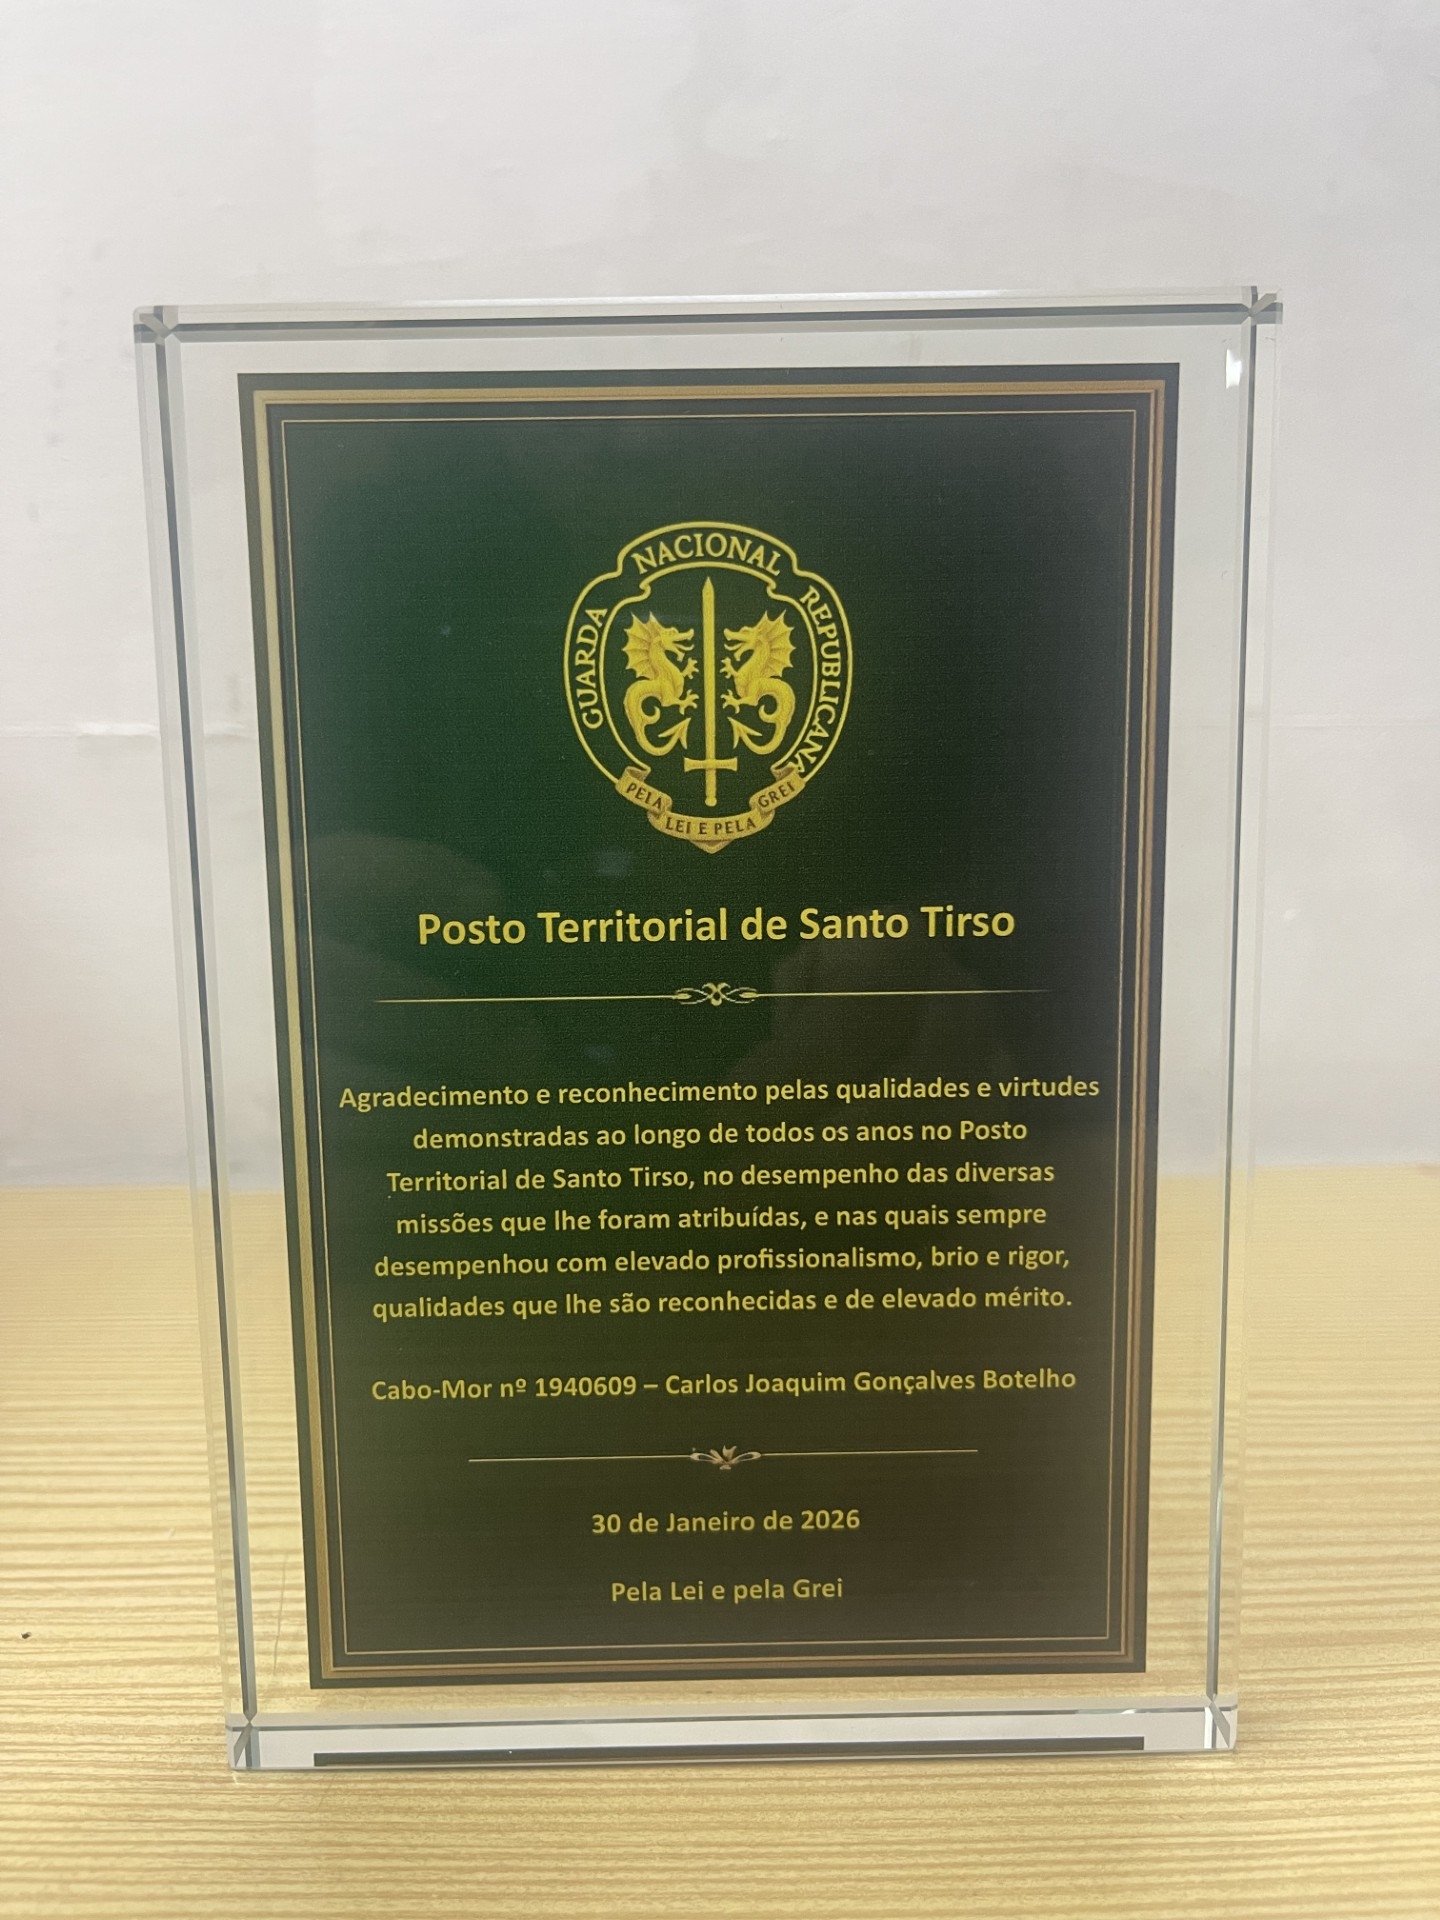 GUARDA NACIONAL REPUBLICANA
PELA LEI E PELA GREI
Posto Territorial de Santo Tirso
Agradecimento e reconhecimento pelas qualidades e virtudes
demonstradas ao longo de todos os anos no Posto
Territorial de Santo Tirso, no desempenho das diversas
missões que lhe foram atribuídas, e nas quais sempre
desempenhou com elevado profissionalismo, brio e rigor,
qualidades que lhe são reconhecidas e de elevado mérito.
Cabo-Mor nº 1940609 – Carlos Joaquim Gonçalves Botelho
30 de Janeiro de 2026
Pela Lei e pela Grei